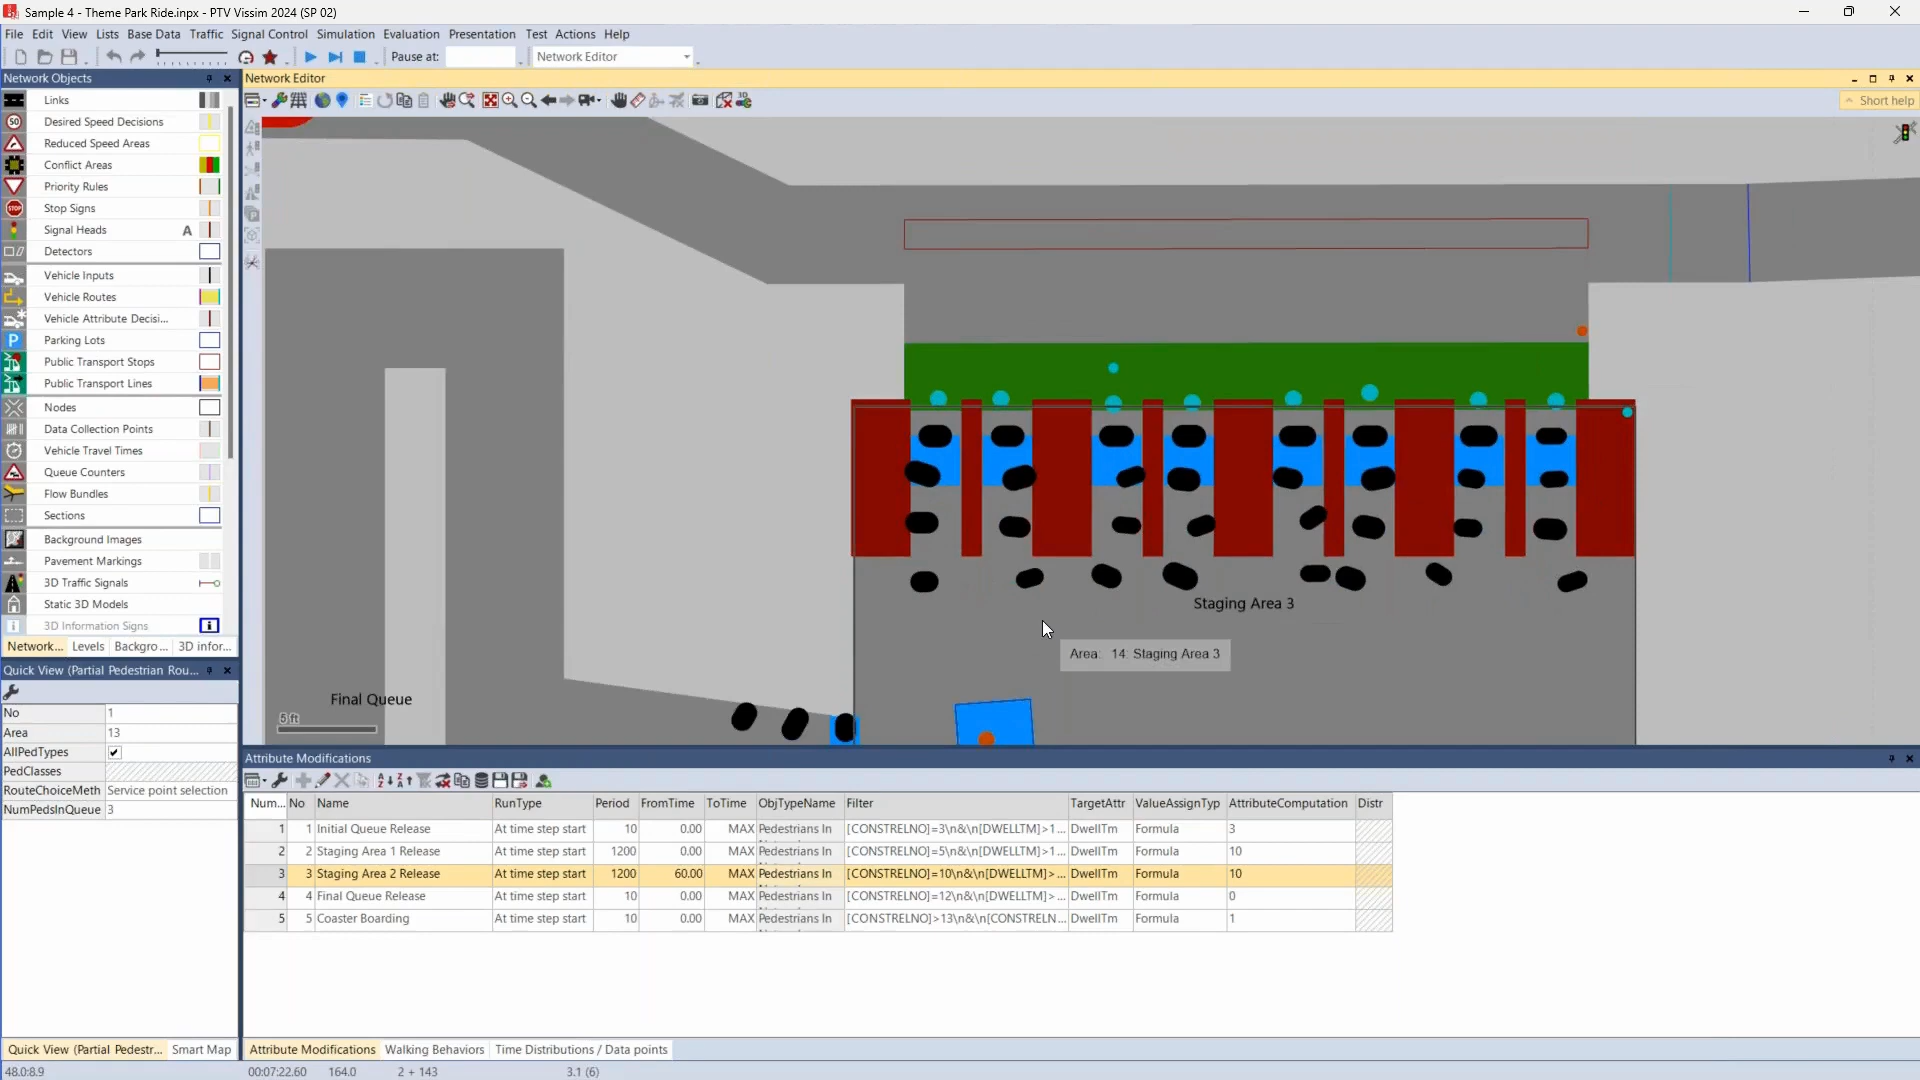 Sample 4 - Theme Park Ride.inpx - PTV Vissim 2024 (SP 02)
File Edit View Lists Base Data Traffic Signal Control Simulation Evaluation Presentation Test Actions Help
Pause at: Network Editor
Network Objects
Network Editor
Short help
Links
50 Desired Speed Decisions
Reduced Speed Areas
Conflict Areas
Priority Rules
STOP Stop Signs
Signal Heads A
Detectors
Vehicle Inputs
Vehicle Routes
Vehicle Attribute Decisi...
P Parking Lots
Public Transport Stops
Public Transport Lines
Nodes
Data Collection Points
Vehicle Travel Times
Queue Counters
Flow Bundles
Sections
Background Images
Pavement Markings
3D Traffic Signals
Static 3D Models
3D Information Signs
Network... Levels Backgro... 3D infor...
Staging Area 3
Area: 14: Staging Area 3
Final Queue
5 ft
Quick View (Partial Pedestrian Rou...
No 1
Area 13
AllPedTypes
PedClasses
RouteChoiceMeth Service point selection
NumPedsInQueue 3
Quick View (Partial Pedestr... Smart Map
Attribute Modifications
Num... No Name RunType Period FromTime ToTime ObjTypeName Filter TargetAttr ValueAssignTyp AttributeComputation Distr
1 1 Initial Queue Release At time step start 10 0.00 MAX Pedestrians In [CONSTRELNO]=3\n&\n[DWELLTM]>1... DwellTm Formula 3
2 2 Staging Area 1 Release At time step start 1200 0.00 MAX Pedestrians In [CONSTRELNO]=5\n&\n[DWELLTM]>1... DwellTm Formula 10
3 3 Staging Area 2 Release At time step start 1200 60.00 MAX Pedestrians In [CONSTRELNO]=10\n&\n[DWELLTM]>... DwellTm Formula 10
4 4 Final Queue Release At time step start 10 0.00 MAX Pedestrians In [CONSTRELNO]=12\n&\n[DWELLTM]>... DwellTm Formula 0
5 5 Coaster Boarding At time step start 10 0.00 MAX Pedestrians In [CONSTRELNO]>13\n&\n[CONSTRELN... DwellTm Formula 1
Attribute Modifications Walking Behaviors Time Distributions / Data points
48.0:8.9 00:07:22.60 164.0 2 + 143 3.1 (6)